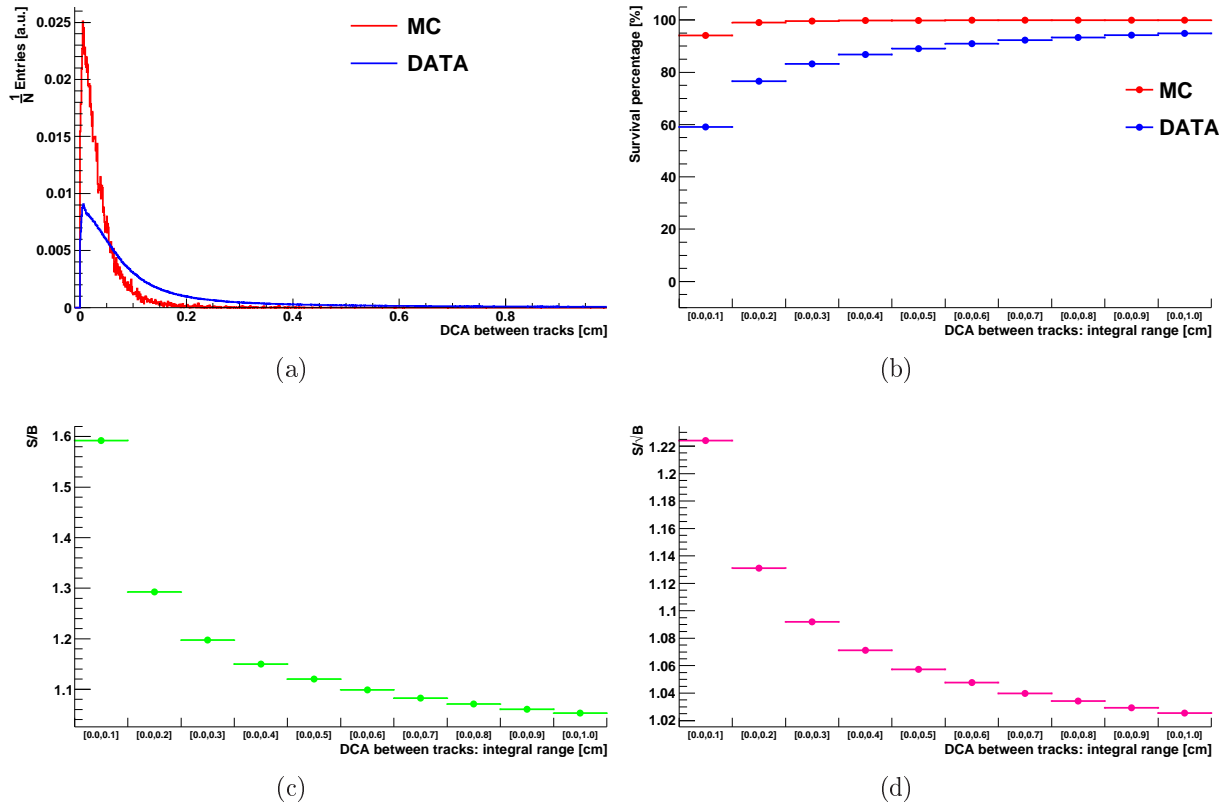 1/N Entries [a.u.]
0.025
0.02
0.015
0.01
0.005
0
0 0.2 0.4 0.6 0.8
DCA between tracks [cm]
MC
DATA
(a)
Survival percentage [%]
100
80
60
40
20
0
[0.0,0.1] [0.0,0.2] [0.0,0.3] [0.0,0.4] [0.0,0.5] [0.0,0.6] [0.0,0.7] [0.0,0.8] [0.0,0.9] [0.0,1.0]
DCA between tracks: integral range [cm]
MC
DATA
(b)
S/B
1.6
1.5
1.4
1.3
1.2
1.1
[0.0,0.1] [0.0,0.2] [0.0,0.3] [0.0,0.4] [0.0,0.5] [0.0,0.6] [0.0,0.7] [0.0,0.8] [0.0,0.9] [0.0,1.0]
DCA between tracks: integral range [cm]
(c)
S/√B
1.22
1.2
1.18
1.16
1.14
1.12
1.1
1.08
1.06
1.04
1.02
[0.0,0.1] [0.0,0.2] [0.0,0.3] [0.0,0.4] [0.0,0.5] [0.0,0.6] [0.0,0.7] [0.0,0.8] [0.0,0.9] [0.0,1.0]
DCA between tracks: integral range [cm]
(d)